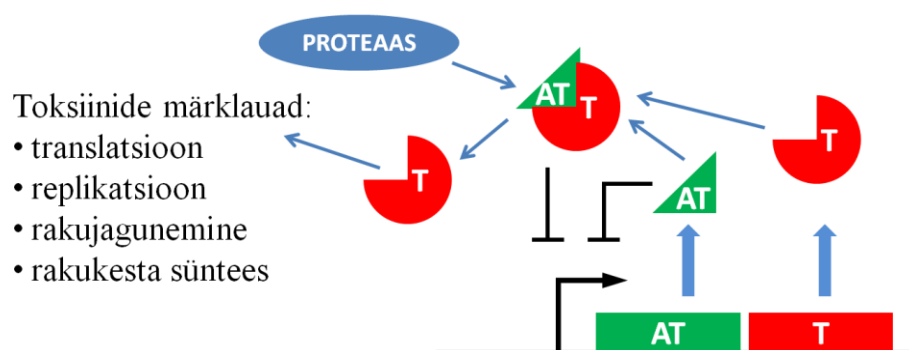 PROTEAAS
AT
T
Toksiinide märklauad:
• translatsioon
• replikatsioon
• rakujagunemine
• rakukesta süntees
T
T
AT
AT
T